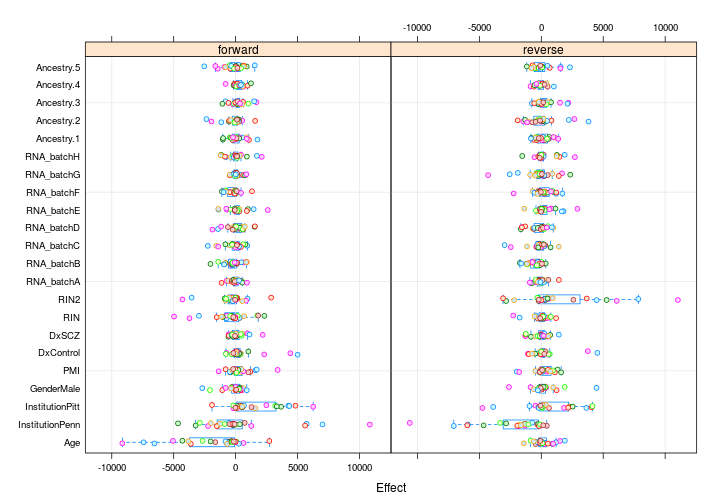 -10000 -5000 0 5000 10000
forward reverse
Ancestry.5
Ancestry.4
Ancestry.3
Ancestry.2
Ancestry.1
RNA_batchH
RNA_batchG
RNA_batchF
RNA_batchE
RNA_batchD
RNA_batchC
RNA_batchB
RNA_batchA
RIN2
RIN
DxSCZ
DxControl
PMI
GenderMale
InstitutionPitt
InstitutionPenn
Age
-10000 -5000 0 5000 10000
Effect